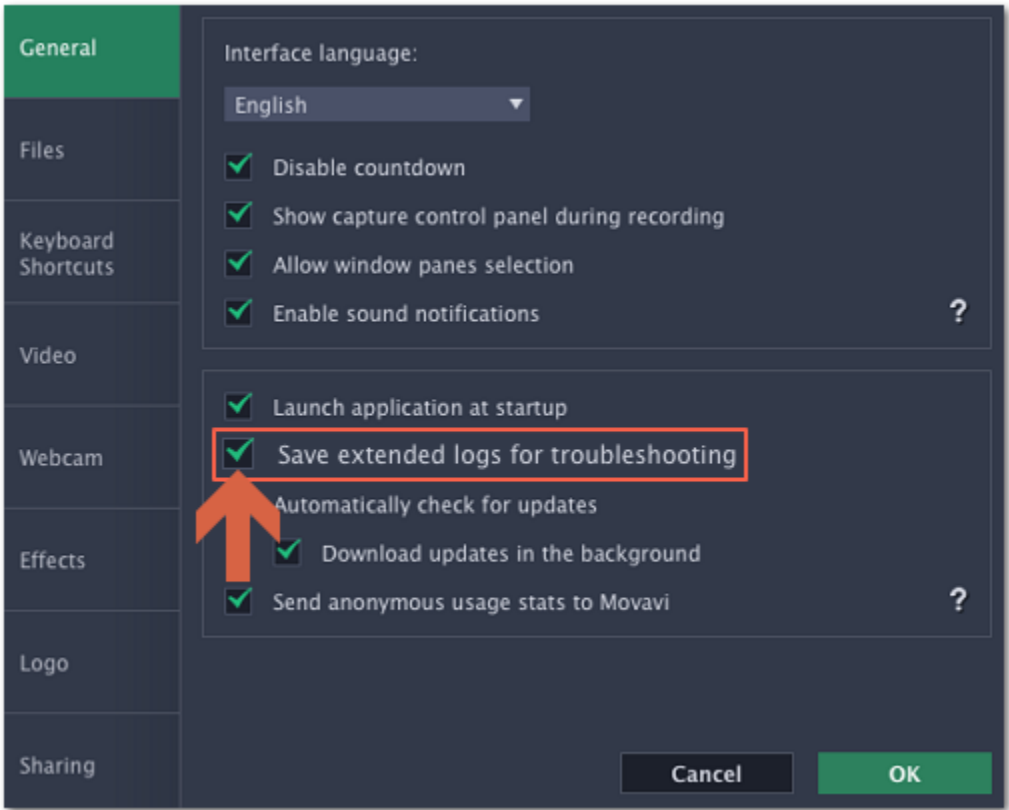 General
Files
Keyboard
Shortcuts
Video
Webcam
Effects
Logo
Sharing
Interface language:
English
Disable countdown
Show capture control panel during recording
Allow window panes selection
Enable sound notifications
?
Launch application at startup
Save extended logs for troubleshooting
Automatically check for updates
Download updates in the background
Send anonymous usage stats to Movavi
?
Cancel
OK